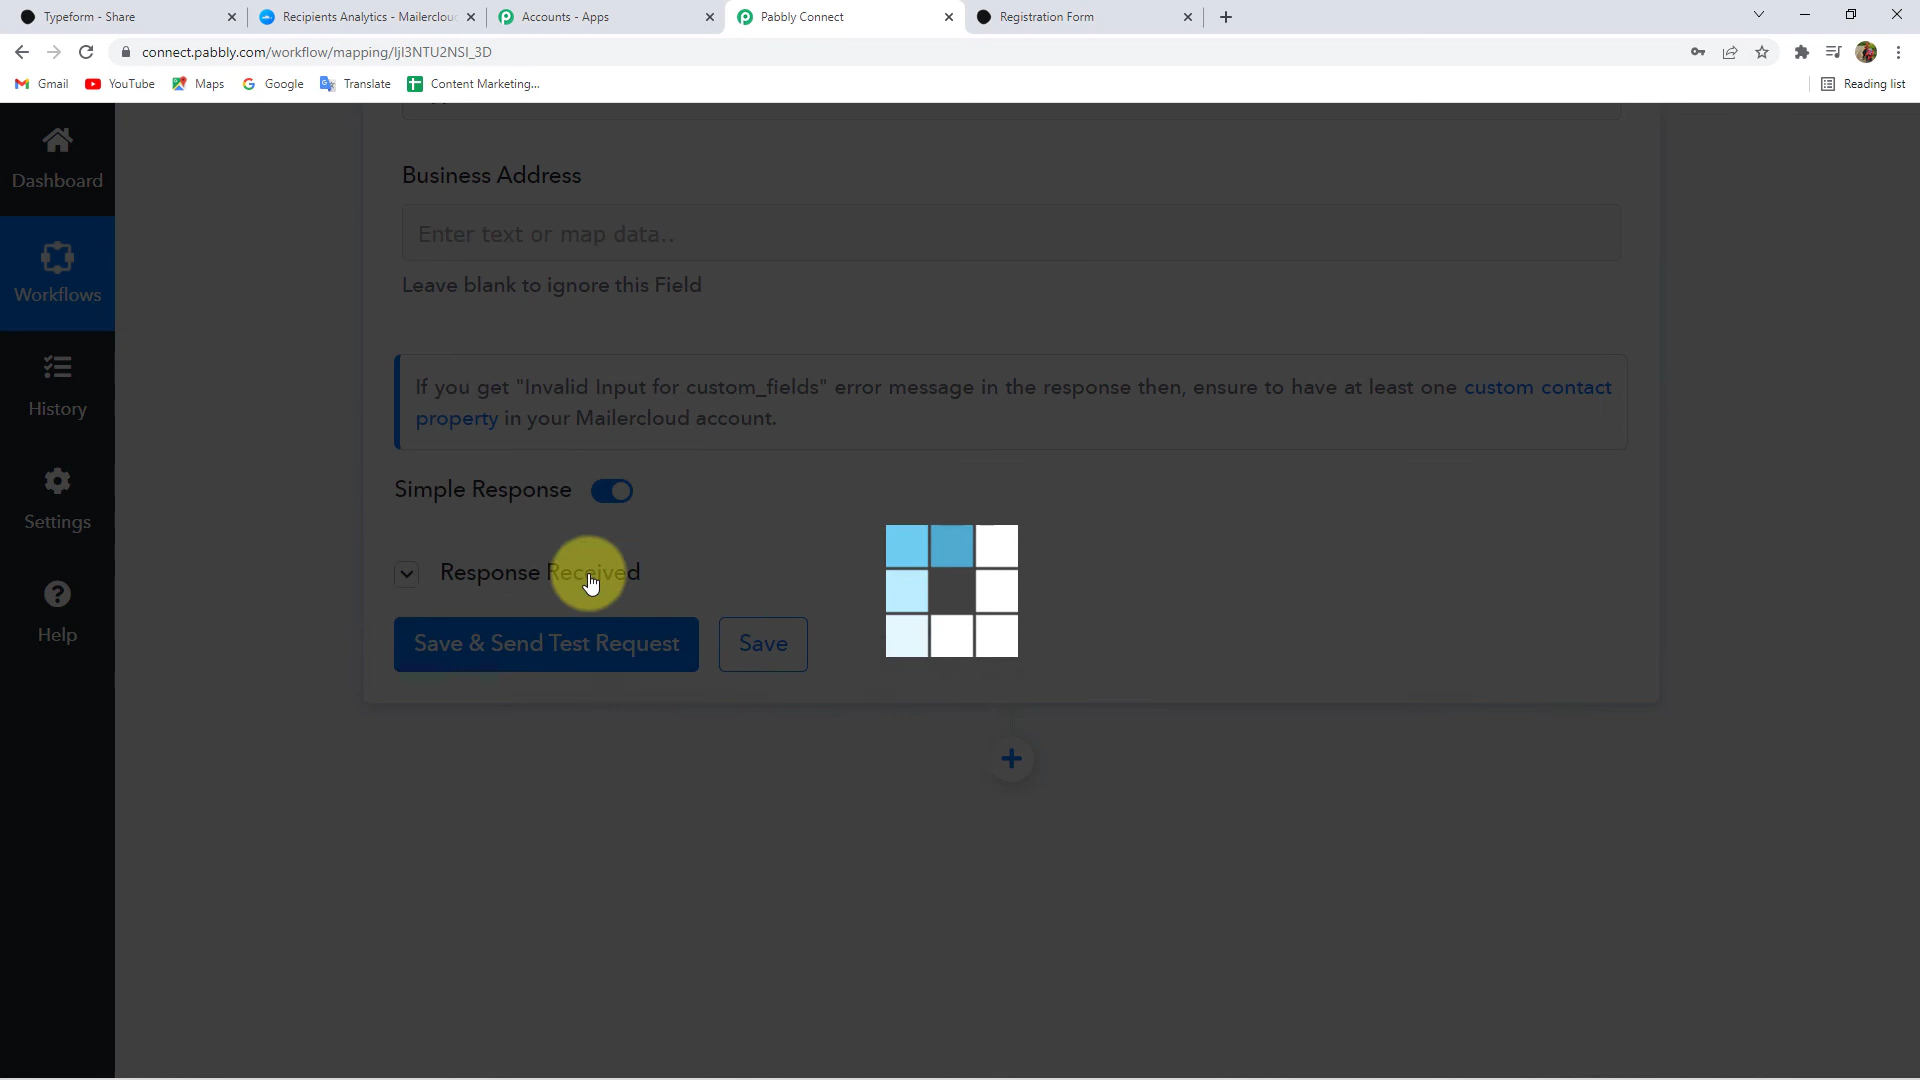 Typeform - Share
Recipients Analytics - Mailerclou
Accounts - Apps
Pabbly Connect
Registration Form
connect.pabbly.com/workflow/mapping/IjI3NTU2NSI_3D
Gmail
YouTube
Maps
Google
Translate
Content Marketing...
Reading list
Dashboard
Workflows
History
Settings
Help
Business Address
Enter text or map data..
Leave blank to ignore this Field
If you get "Invalid Input for custom_fields" error message in the response then, ensure to have at least one custom contact
property in your Mailercloud account.
Simple Response
Response Received
Save & Send Test Request
Save